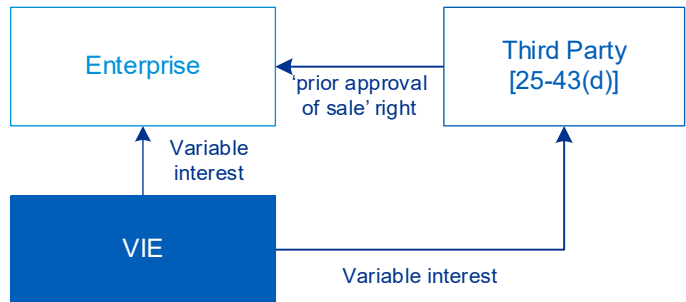 Enterprise
Third Party
[25-43(d)]
‘prior approval
of sale’ right
Variable
interest
VIE
Variable interest